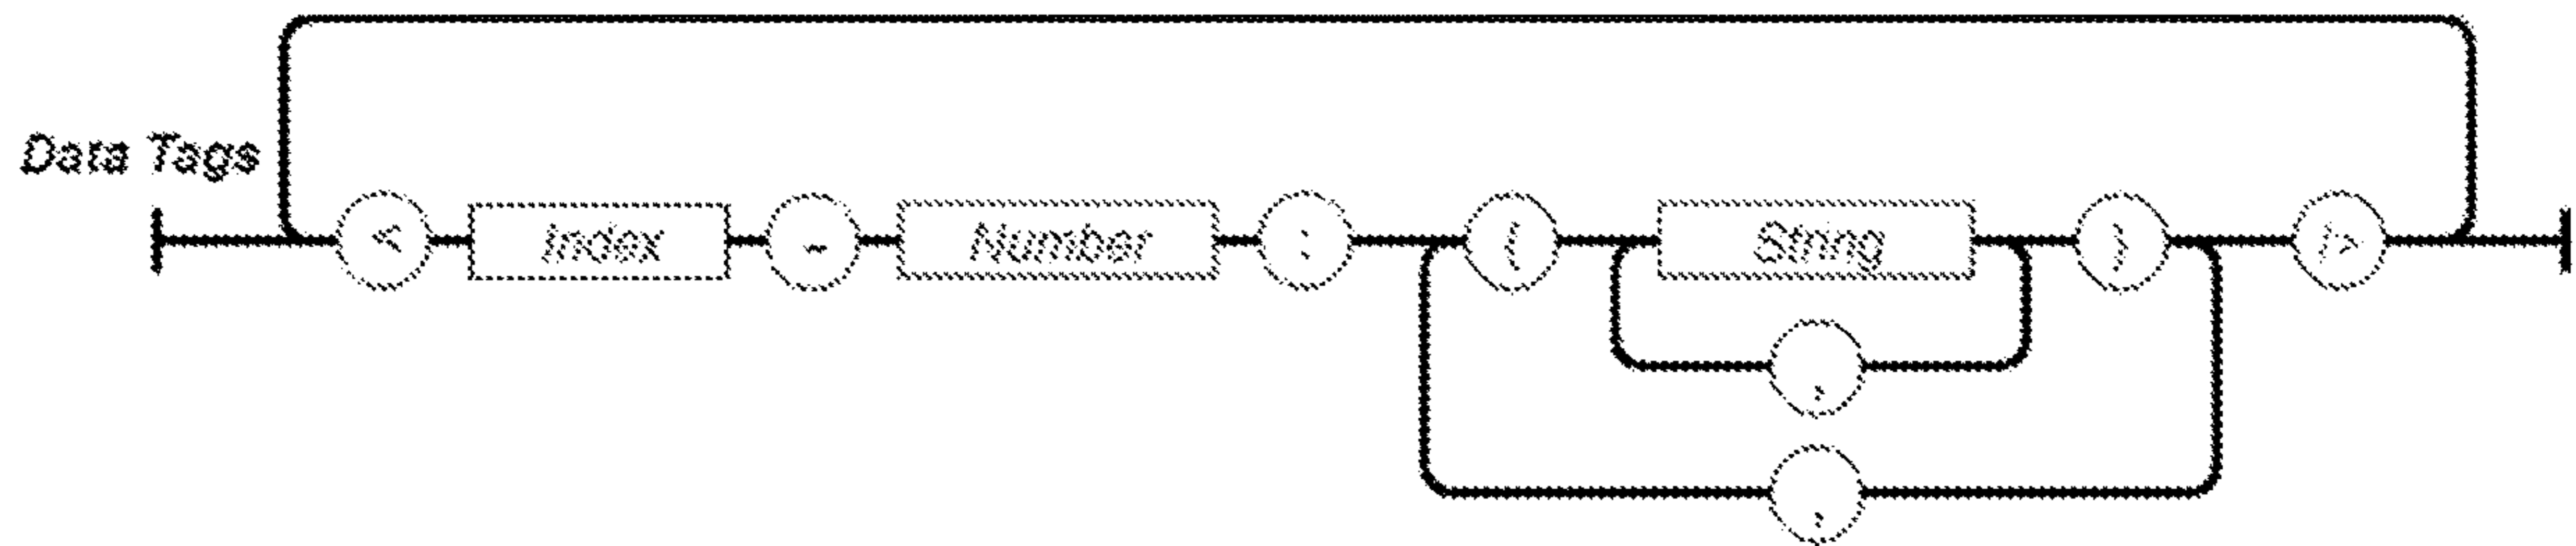 Data Tags
< Index - Number : { String } />
,
,